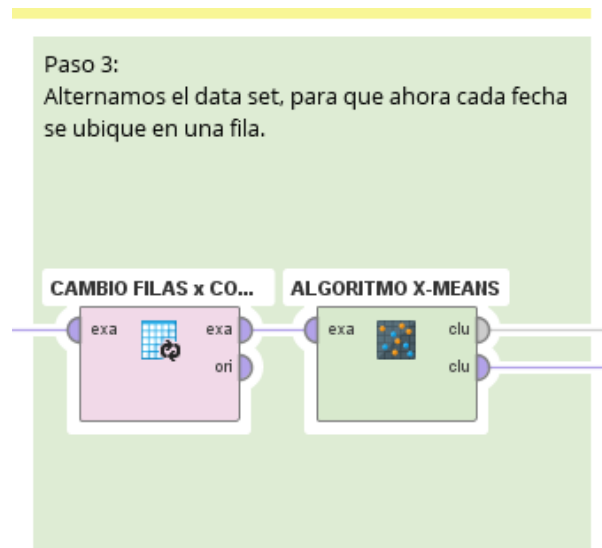 Paso 3:
Alternamos el data set, para que ahora cada fecha
se ubique en una fila.
CAMBIO FILAS x CO... ALGORITMO X-MEANS
exa exa exa clu
ori clu